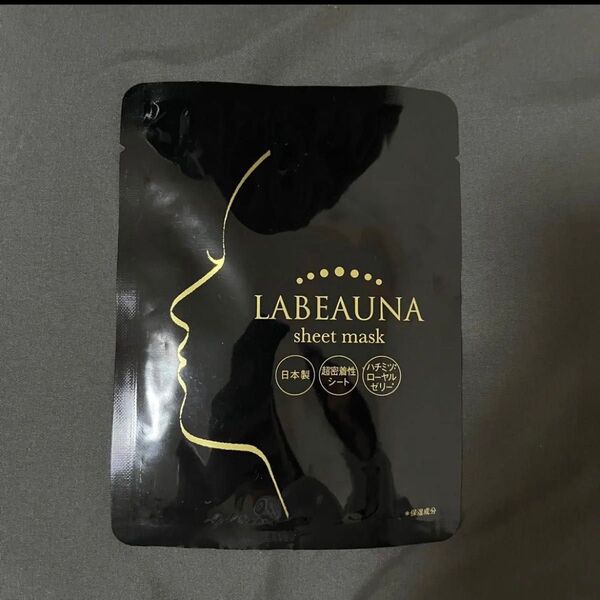 LABEAUNA
sheet mask
日本製
超密着性
シート
ハチミツ・
ローヤル
ゼリー*
*保湿成分